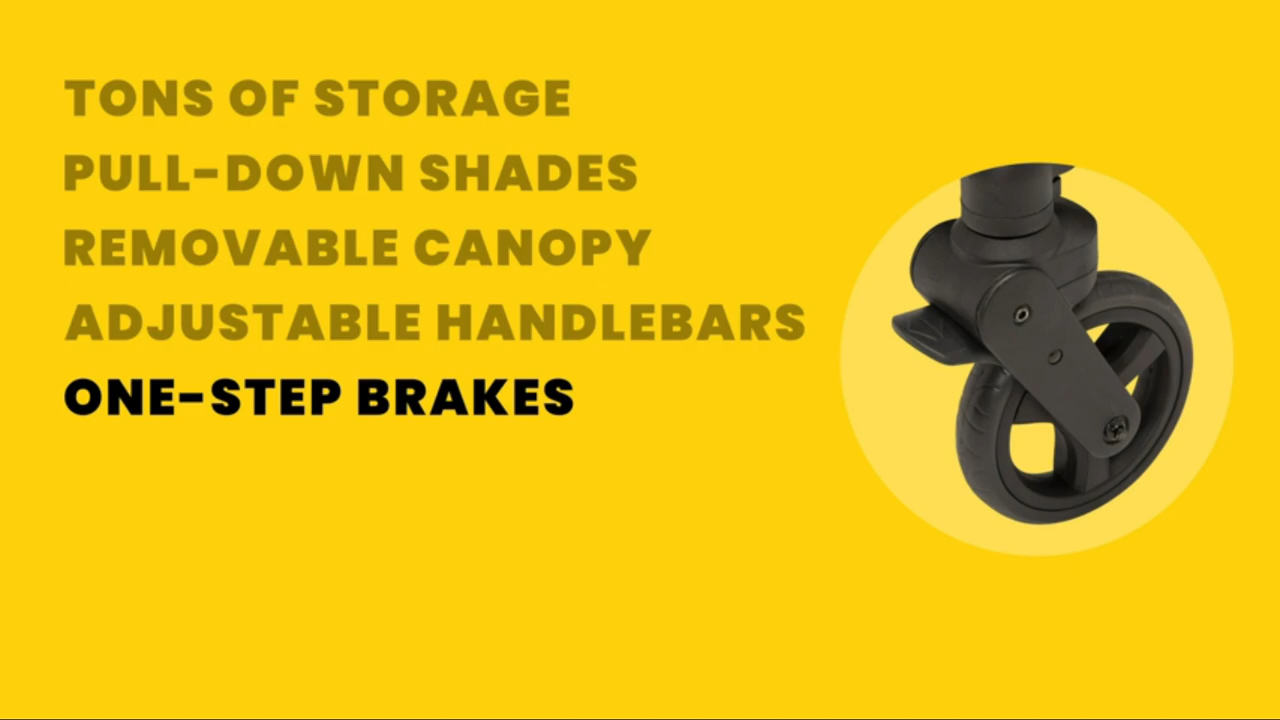 TONS OF STORAGE
PULL-DOWN SHADES
REMOVABLE CANOPY
ADJUSTABLE HANDLEBARS
ONE-STEP BRAKES